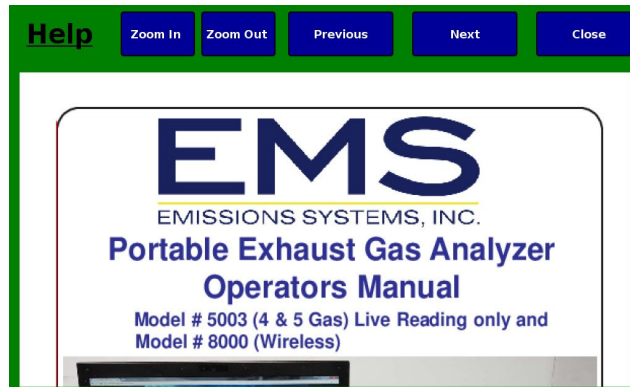 Help
Zoom In
Zoom Out
Previous
Next
Close
EMS
EMISSIONS SYSTEMS, INC.
Portable Exhaust Gas Analyzer
Operators Manual
Model # 5003 (4 & 5 Gas) Live Reading only and
Model # 8000 (Wireless)